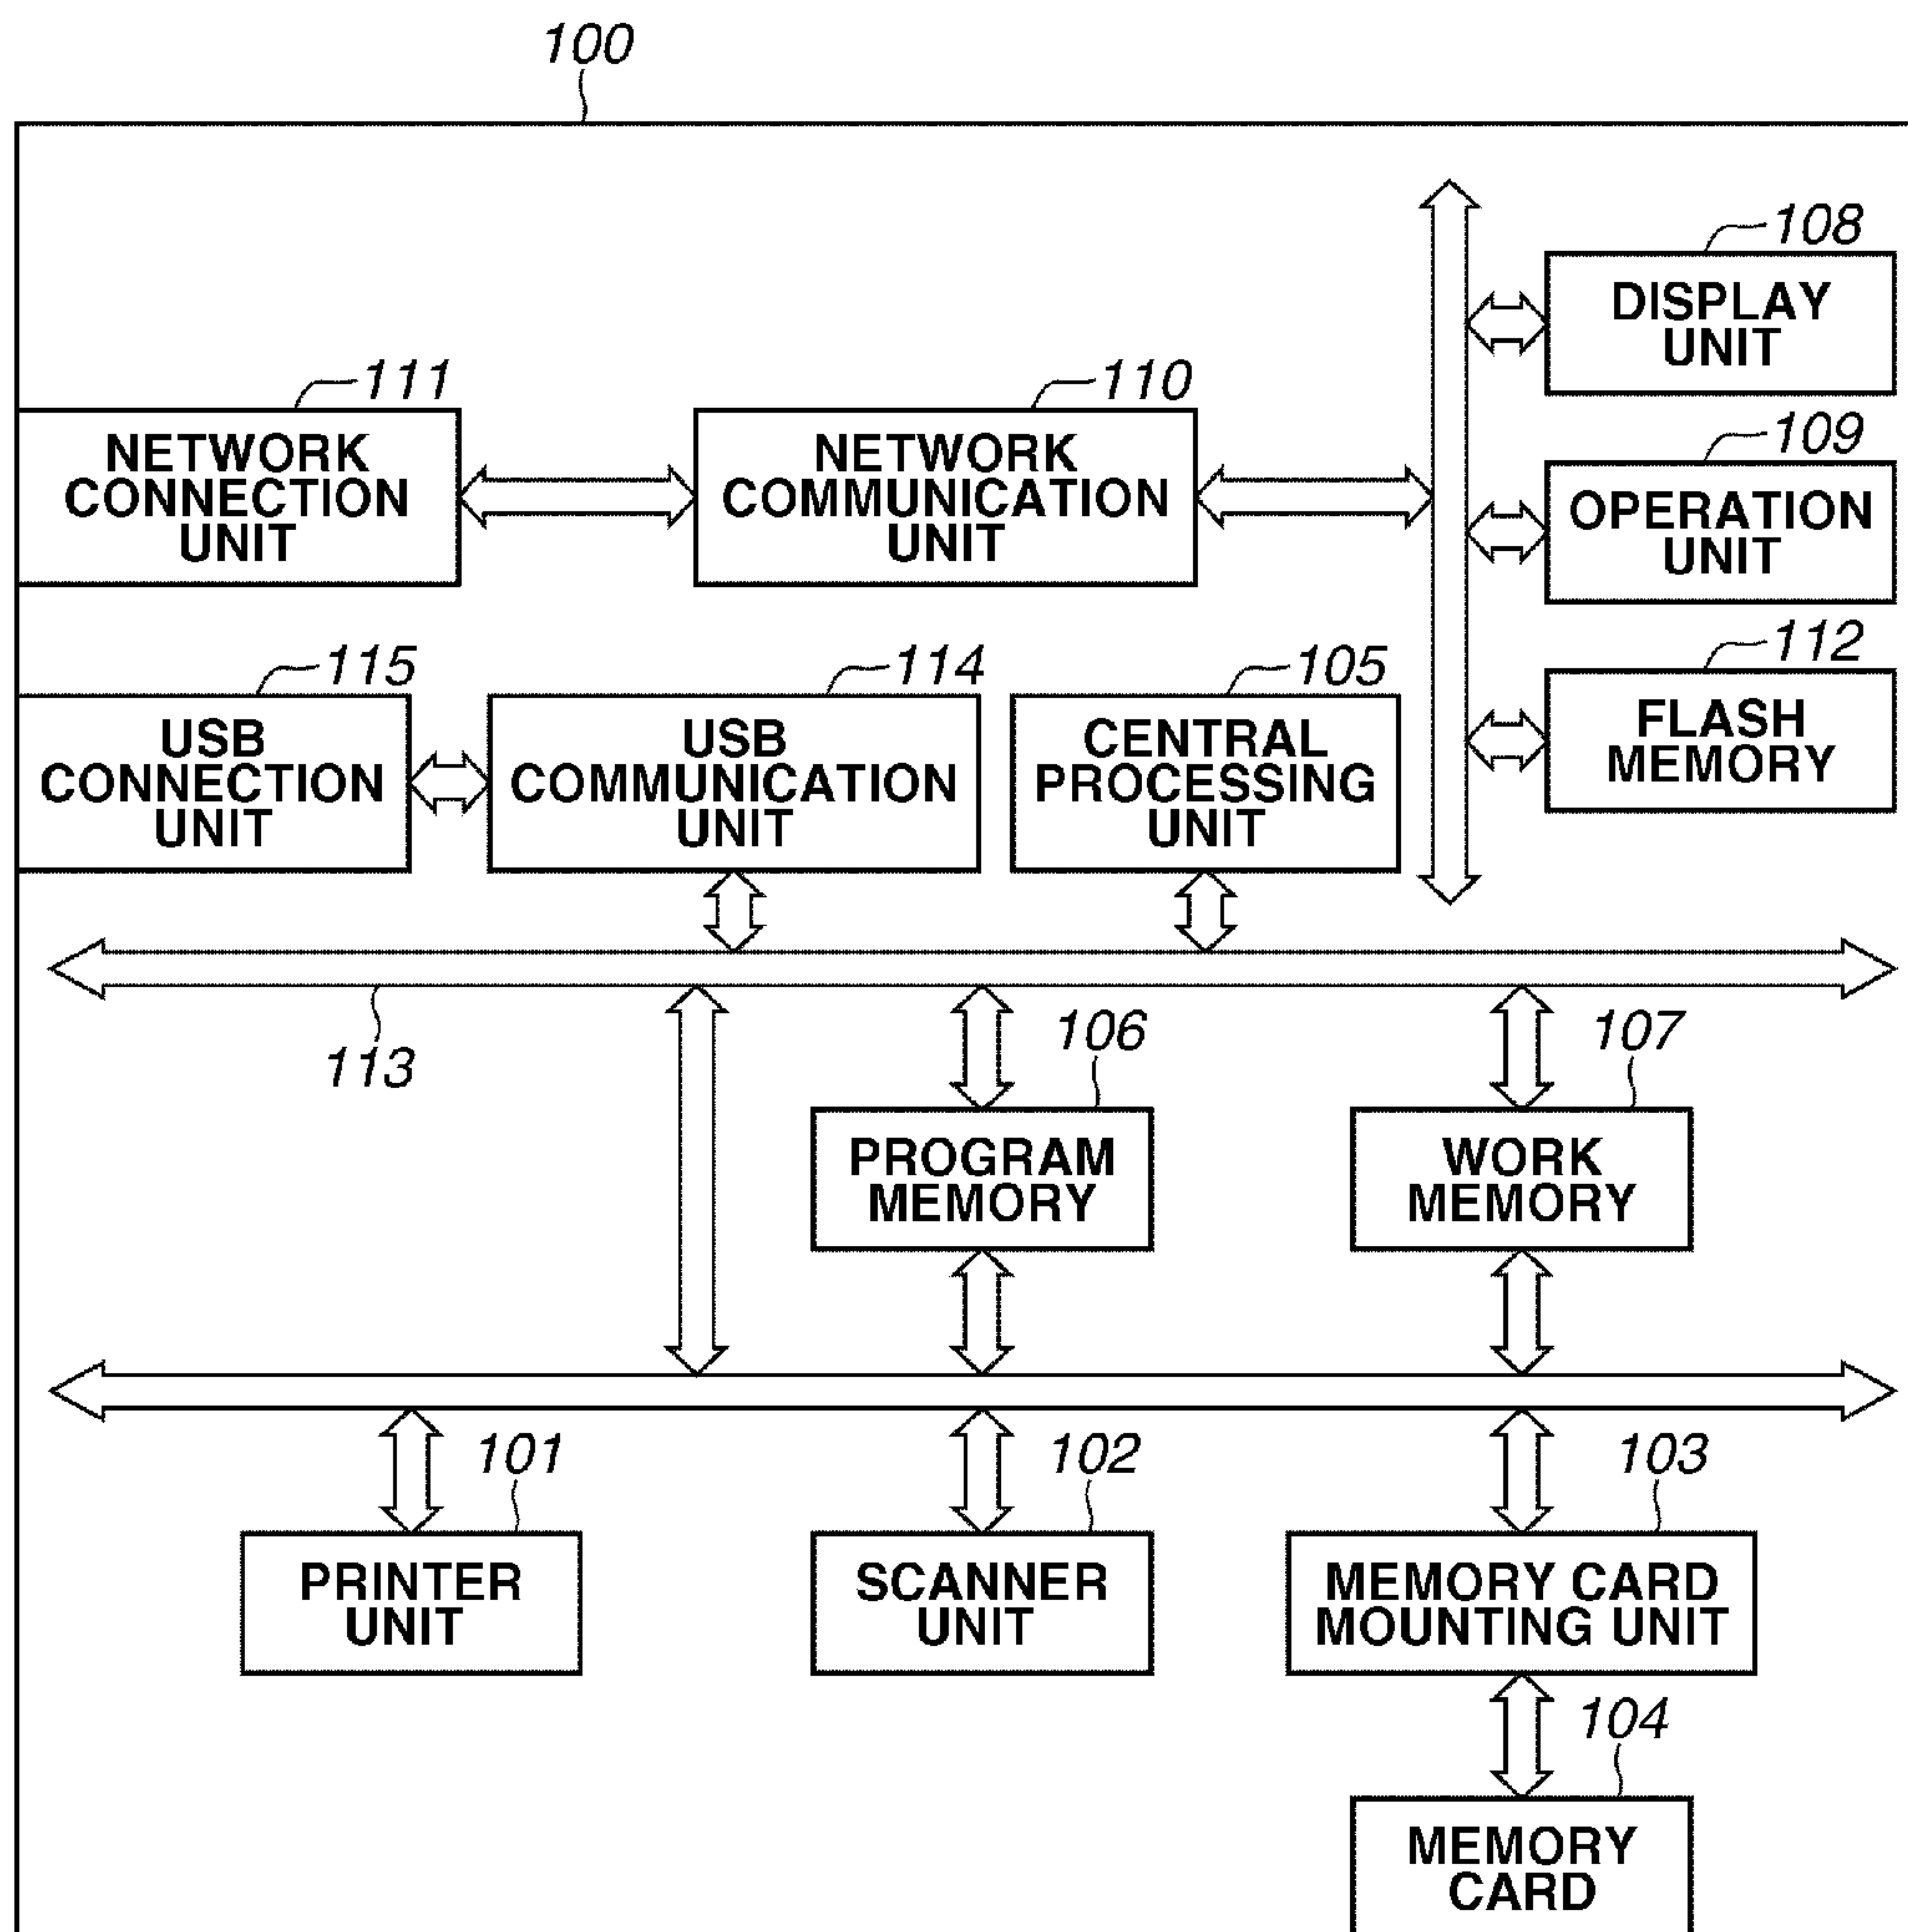 100
108
DISPLAY
UNIT
111
NETWORK
CONNECTION
UNIT
110
NETWORK
COMMUNICATION
UNIT
109
OPERATION
UNIT
115
USB
CONNECTION
UNIT
114
USB
COMMUNICATION
UNIT
105
CENTRAL
PROCESSING
UNIT
112
FLASH
MEMORY
113
106
PROGRAM
MEMORY
107
WORK
MEMORY
101
PRINTER
UNIT
102
SCANNER
UNIT
103
MEMORY CARD
MOUNTING UNIT
104
MEMORY
CARD